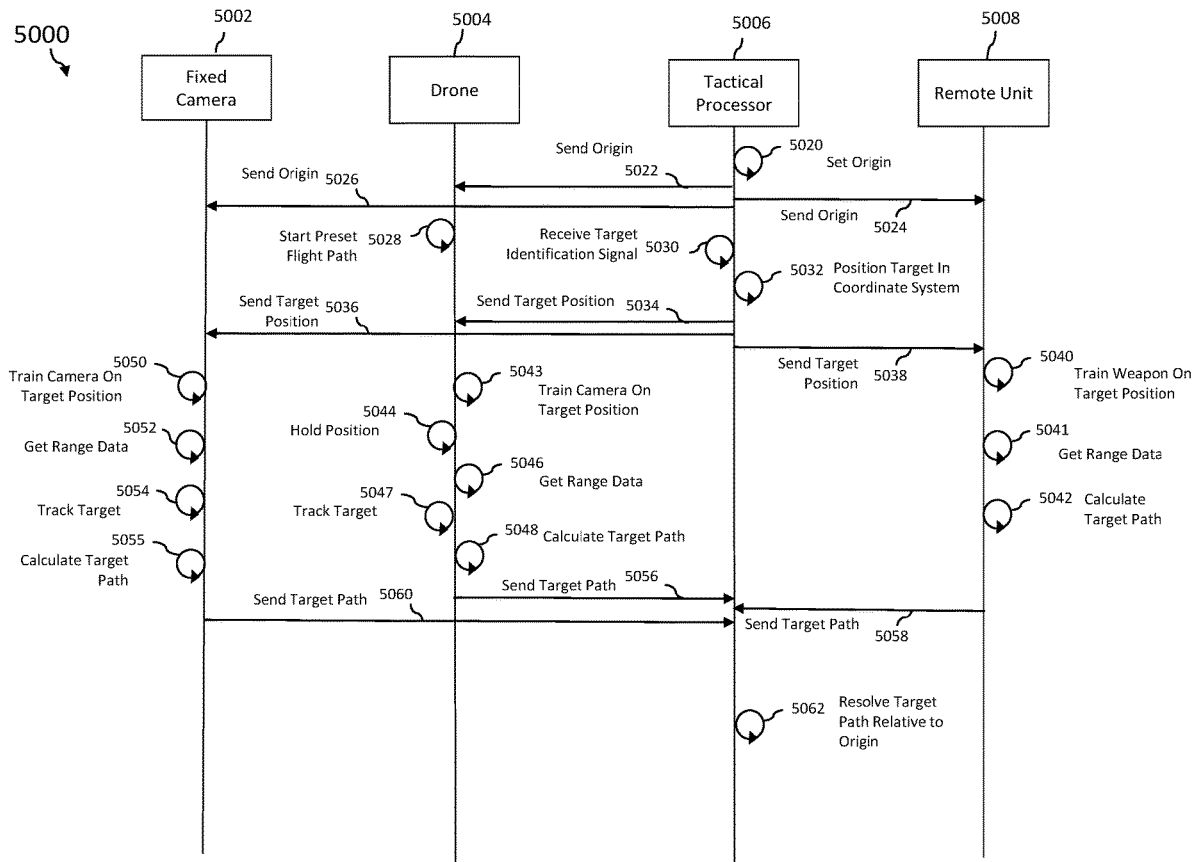 5000
5002
5004
5006
5008
Fixed
Camera
Drone
Tactical
Processor
Remote Unit
5020
Set Origin
Send Origin
5022
Send Origin
5026
Send Origin
5024
Start Preset
Flight Path
5028
Receive Target
Identification Signal
5030
5032
Position Target In
Coordinate System
Send Target Position
5034
Send Target
Position
5036
Send Target
Position
5038
5050
Train Camera On
Target Position
5043
Train Camera On
Target Position
5040
Train Weapon On
Target Position
5044
Hold Position
5052
Get Range Data
5041
Get Range Data
5046
Get Range Data
5054
Track Target
5047
Track Target
5042
Calculate
Target Path
5048
Calculate Target Path
5055
Calculate Target
Path
Send Target Path
5056
Send Target Path
5060
Send Target Path
5058
5062
Resolve Target
Path Relative to
Origin